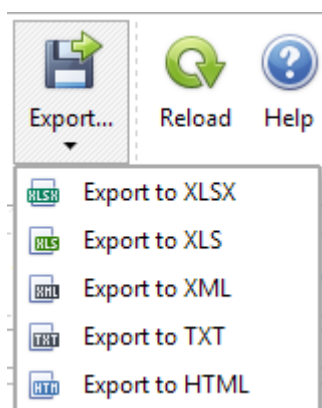 Export... Reload Help
XLSX Export to XLSX
XLS Export to XLS
XML Export to XML
TXT Export to TXT
HTM Export to HTML